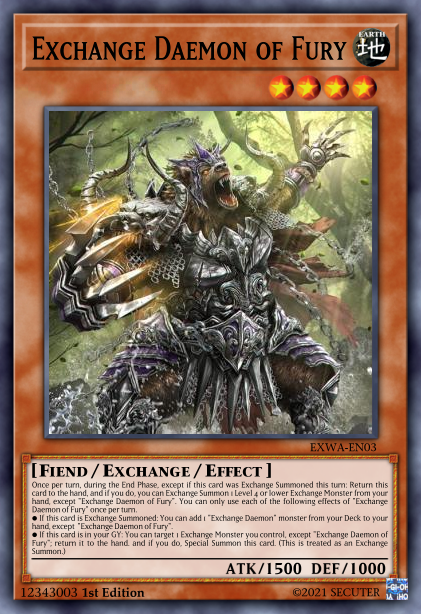 Exchange Daemon of Fury
EARTH
地
EXWA-EN03
[Fiend / Exchange / Effect ]
Once per turn, during the End Phase, except if this card was Exchange Summoned this turn: Return this
card to the hand, and if you do, you can Exchange Summon 1 Level 4 or lower Exchange Monster from your
hand, except "Exchange Daemon of Fury". You can only use each of the following effects of "Exchange
Daemon of Fury" once per turn.
● If this card is Exchange Summoned: You can add 1 "Exchange Daemon" monster from your Deck to your
hand, except "Exchange Daemon of Fury".
● If this card is in your GY: You can target 1 Exchange Monster you control, except "Exchange Daemon of
Fury"; return it to the hand. and if you do, Special Summon this card. (This is treated as an Exchange
Summon.)
ATK/1500 DEF/1000
12343003 1st Edition
©2021 SECUTER